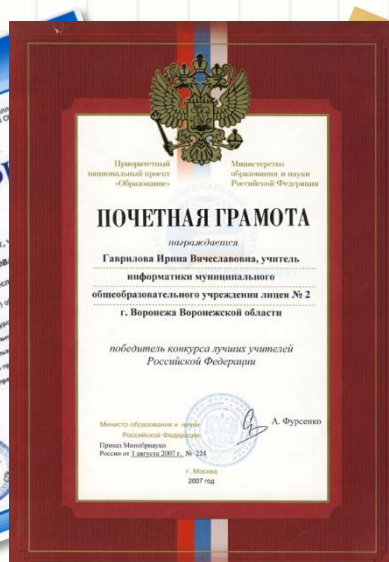 Приоритетный
национальный проект
«Образование»
Министерство
образования и науки
Российской Федерации
ПОЧЕТНАЯ ГРАМОТА
награждается
Гаврилова Ирина Вячеславовна, учитель
информатики муниципального
общеобразовательного учреждения лицея № 2
г. Воронежа Воронежской области
победитель конкурса лучших учителей
Российской Федерации
Министр образования и науки
Российской Федерации
А. Фурсенко
Приказ Минобрнауки
России от 1 августа 2007 г. № 224
г. Москва
2007 год